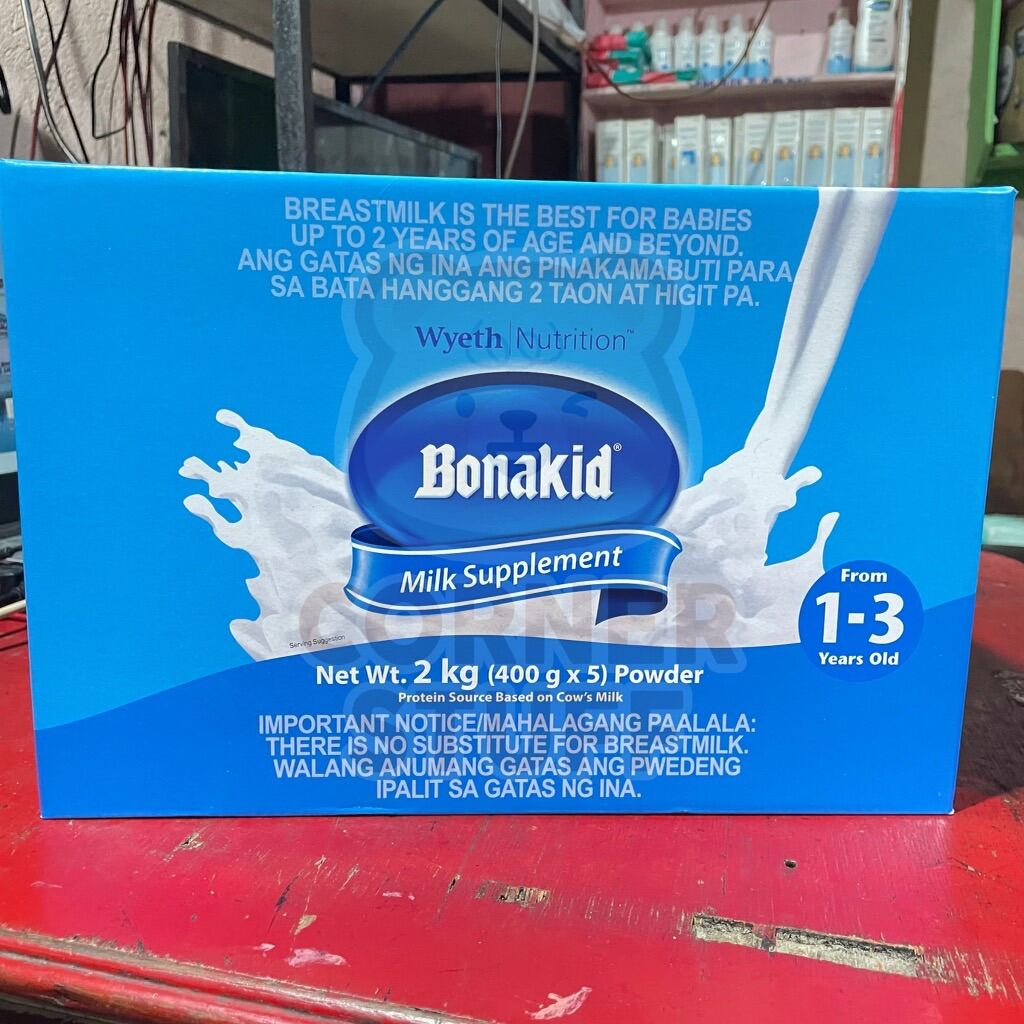 BREASTMILK IS THE BEST FOR BABIES
UP TO 2 YEARS OF AGE AND BEYOND.
ANG GATAS NG INA ANG PINAKAMABUTI PARA
SA BATA HANGGANG 2 TAON AT HIGIT PA.
Wyeth | Nutrition™
Bonakid®
Milk Supplement
From
1-3
Years Old
Serving Suggestion
Net Wt. 2 kg (400 g x 5) Powder
Protein Source Based on Cow's Milk
IMPORTANT NOTICE/MAHALAGANG PAALALA:
THERE IS NO SUBSTITUTE FOR BREASTMILK.
WALANG ANUMANG GATAS ANG PWEDENG
IPALIT SA GATAS NG INA.
CORNER